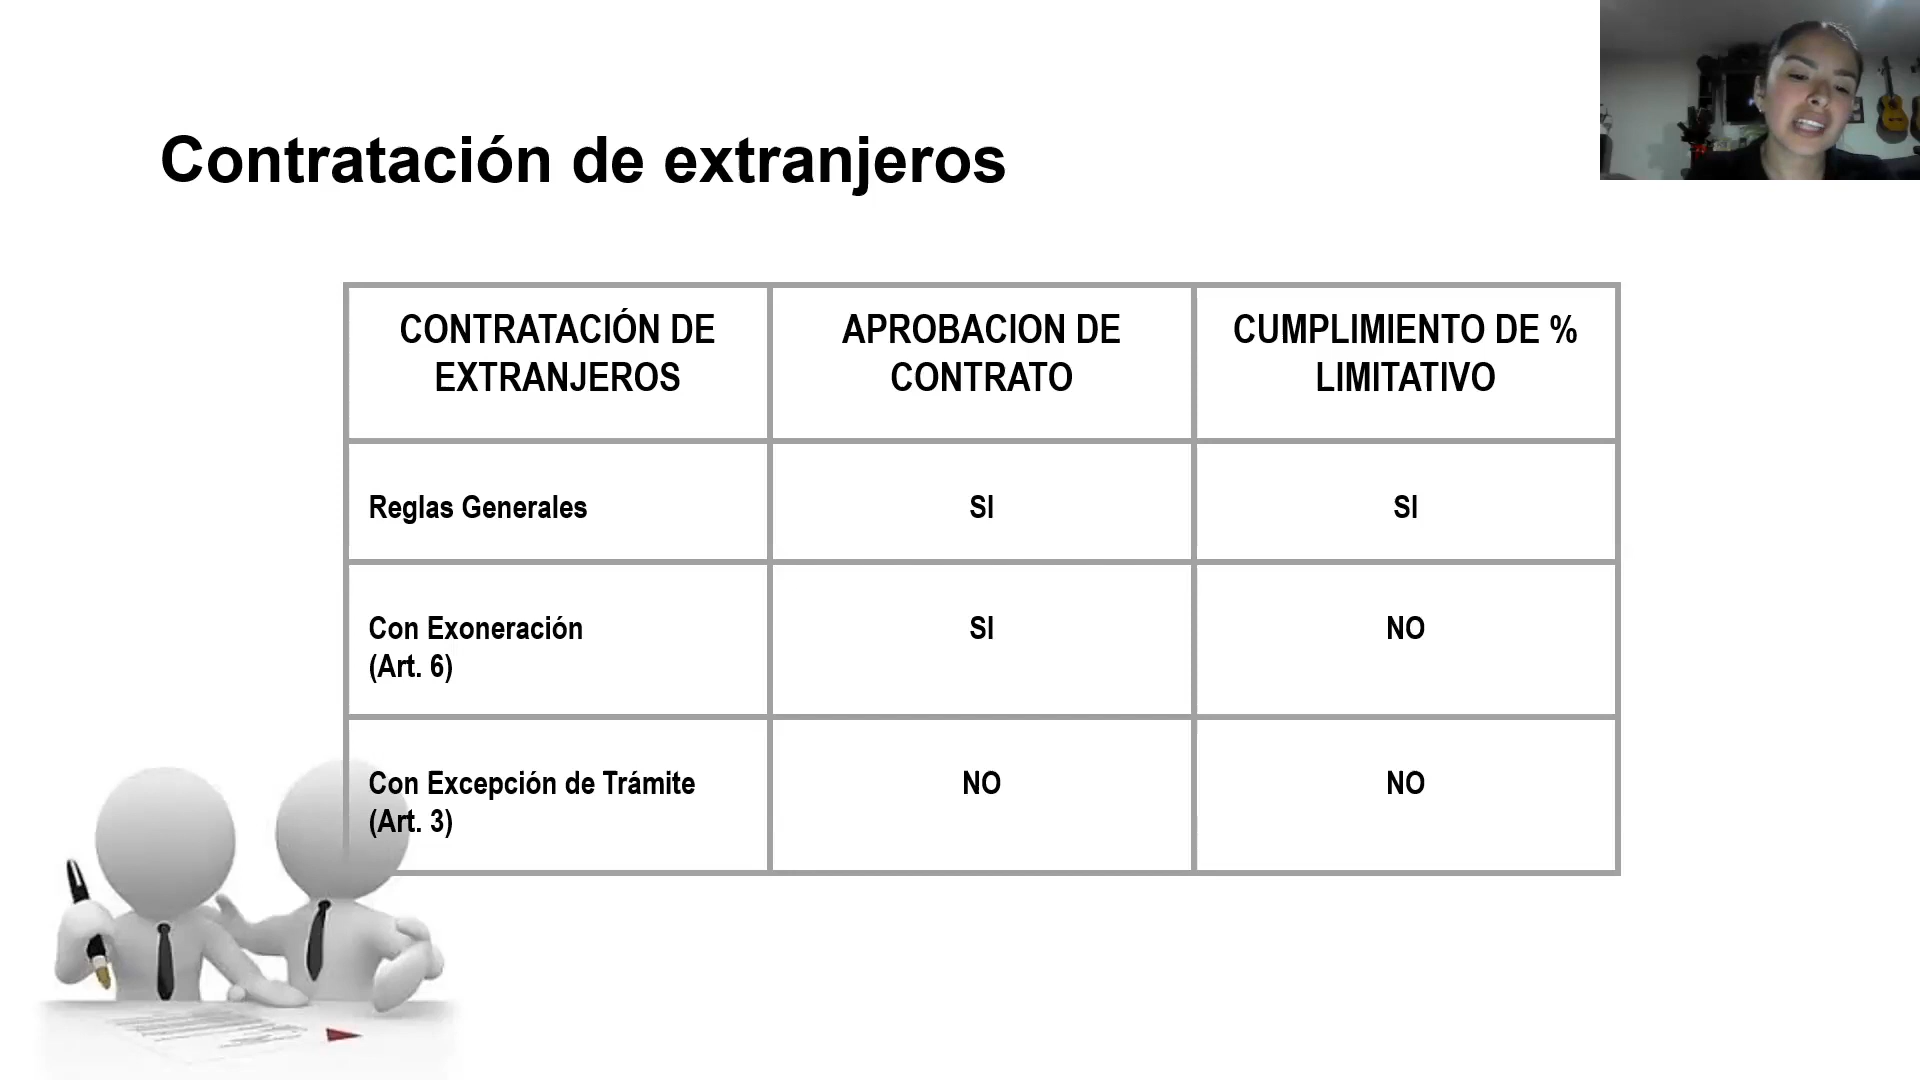 Contratación de extranjeros
CONTRATACIÓN DE
EXTRANJEROS
APROBACION DE
CONTRATO
CUMPLIMIENTO DE %
LIMITATIVO
Reglas Generales
SI
SI
Con Exoneración
(Art. 6)
SI
NO
Con Excepción de Trámite
(Art. 3)
NO
NO